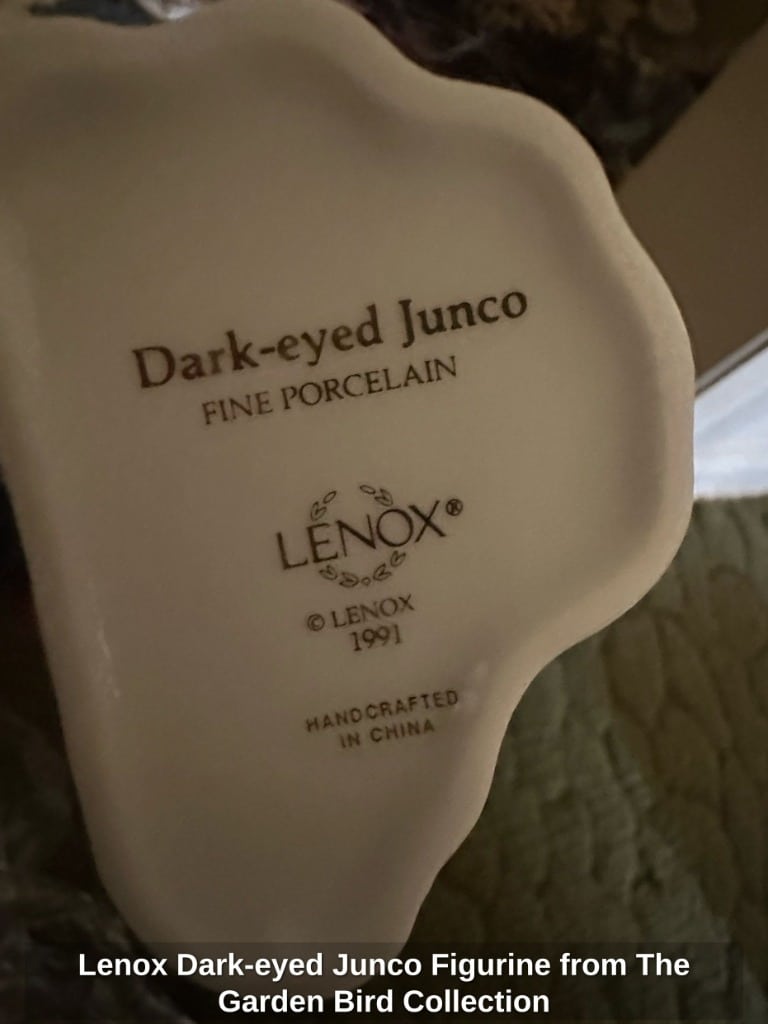 Dark-eyed Junco
FINE PORCELAIN
LENOX®
© LENOX
1991
HANDCRAFTED
IN CHINA
Lenox Dark-eyed Junco Figurine from The
Garden Bird Collection